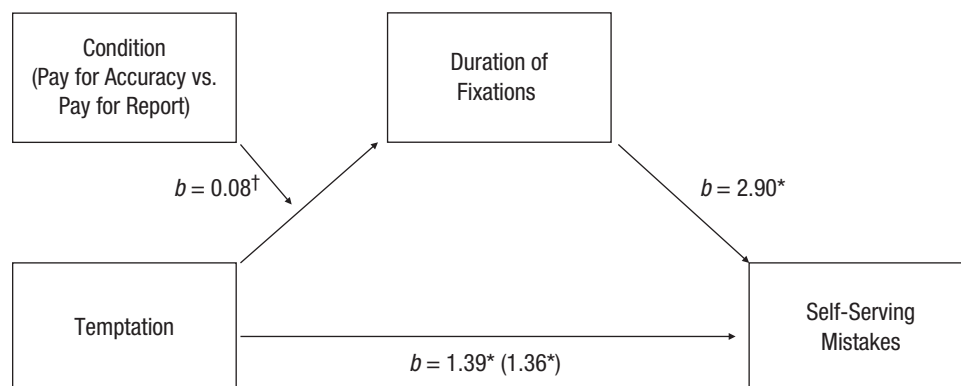 Condition
(Pay for Accuracy vs.
Pay for Report)
Duration of
Fixations
b = 0.08†
b = 2.90*
Temptation
Self-Serving
Mistakes
b = 1.39* (1.36*)